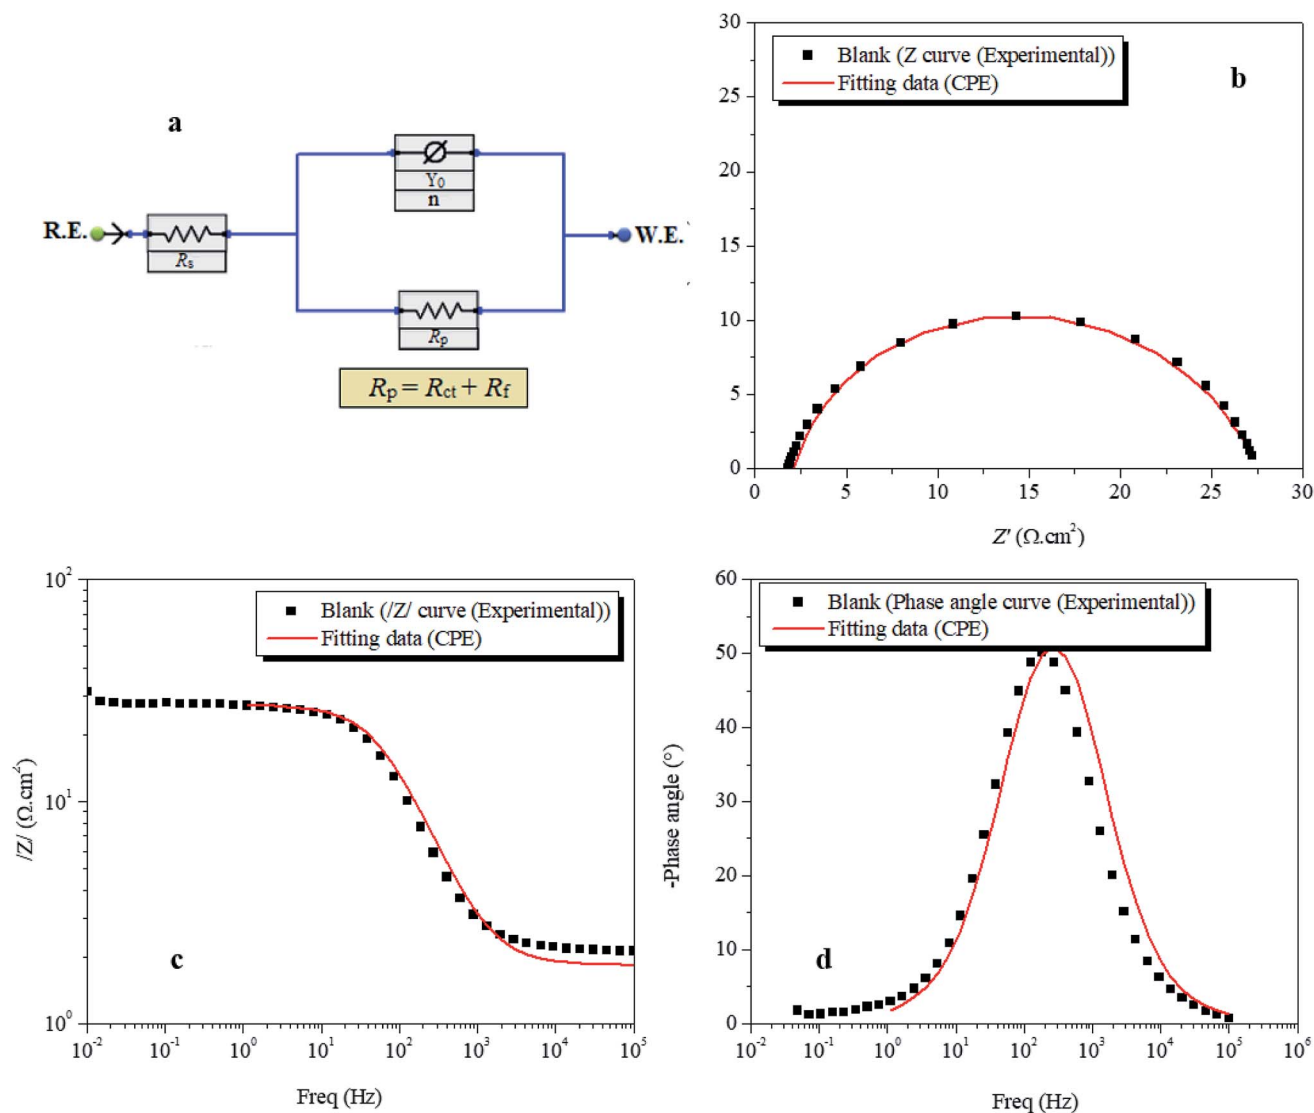 a
R.E.
Rs
Y0
n
Rp
W.E.
Rp = Rct + Rf
30
25
20
15
10
5
0
Blank (Z curve (Experimental))
Fitting data (CPE)
b
0 5 10 15 20 25 30
Z' (Ω.cm²)
10²
10¹
10⁰
/Z/ (Ω.cm²)
Blank (/Z/ curve (Experimental))
Fitting data (CPE)
c
10⁻² 10⁻¹ 10⁰ 10¹ 10² 10³ 10⁴ 10⁵
Freq (Hz)
60
50
40
30
20
10
0
-Phase angle (°)
Blank (Phase angle curve (Experimental))
Fitting data (CPE)
d
10⁻² 10⁻¹ 10⁰ 10¹ 10² 10³ 10⁴ 10⁵ 10⁶
Freq (Hz)